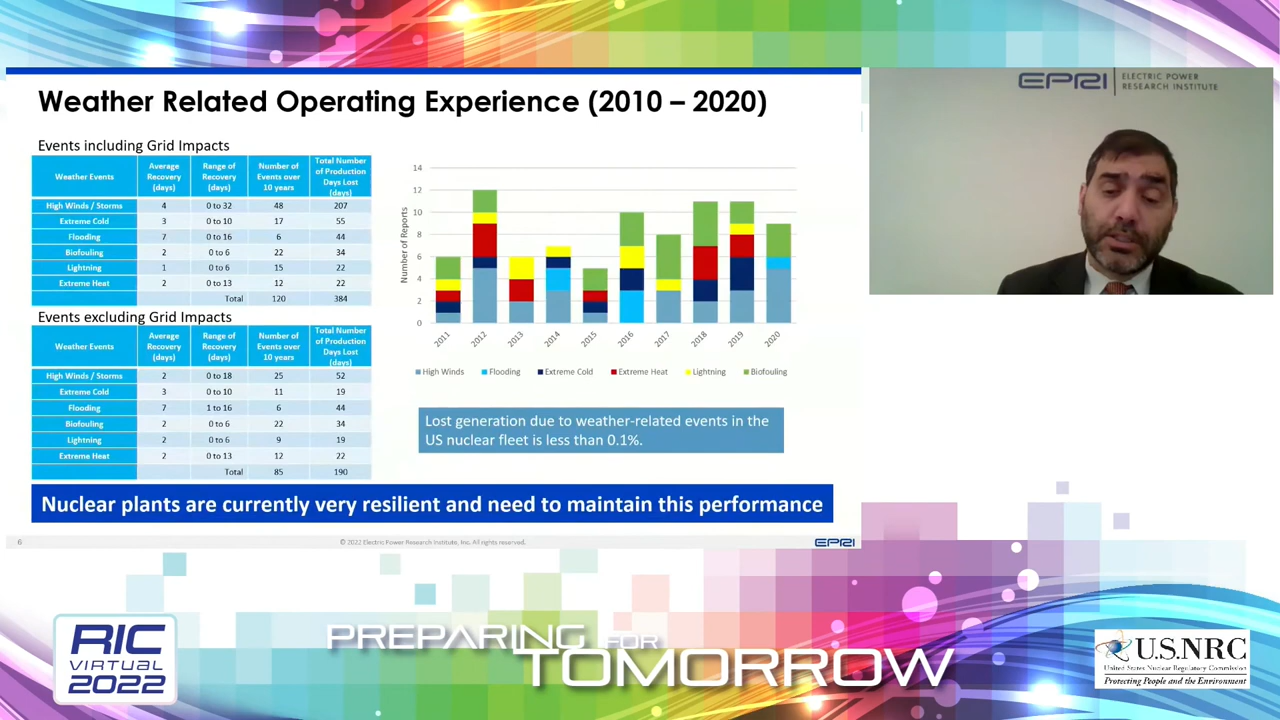 EPRI
ELECTRIC POWER
RESEARCH INSTITUTE
Weather Related Operating Experience (2010 – 2020)
Events including Grid Impacts
Weather Events Average Recovery (days) Range of Recovery (days) Number of Events over 10 years Total Number of Production Days Lost (days)
High Winds / Storms 4 0 to 32 48 207
Extreme Cold 3 0 to 10 17 55
Flooding 7 0 to 16 6 44
Biofouling 2 0 to 6 22 34
Lightning 1 0 to 6 15 22
Extreme Heat 2 0 to 13 12 22
Total 120 384
Events excluding Grid Impacts
Weather Events Average Recovery (days) Range of Recovery (days) Number of Events over 10 years Total Number of Production Days Lost (days)
High Winds / Storms 2 0 to 18 25 52
Extreme Cold 3 0 to 10 11 19
Flooding 7 1 to 16 6 44
Biofouling 2 0 to 6 22 34
Lightning 2 0 to 6 9 19
Extreme Heat 2 0 to 13 12 22
Total 85 190
Number of Reports
14
12
10
8
6
4
2
0
2011 2012 2013 2014 2015 2016 2017 2018 2019 2020
High Winds Flooding Extreme Cold Extreme Heat Lightning Biofouling
Lost generation due to weather-related events in the
US nuclear fleet is less than 0.1%.
Nuclear plants are currently very resilient and need to maintain this performance
6
© 2022 Electric Power Research Institute, Inc. All rights reserved.
EPRI
RIC
VIRTUAL
2022
PREPARING FOR
TOMORROW
U.S.NRC
United States Nuclear Regulatory Commission
Protecting People and the Environment